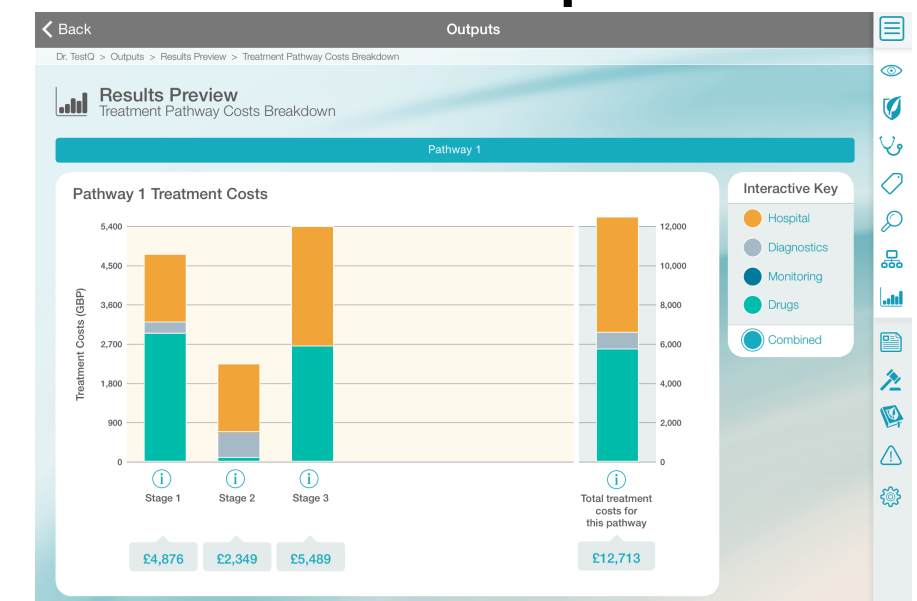 Back
Outputs
Dr. TestQ > Outputs > Results Preview > Treatment Pathway Costs Breakdown
Results Preview
Treatment Pathway Costs Breakdown
Pathway 1
Pathway 1 Treatment Costs
Treatment Costs (GBP)
5,400
4,500
3,600
2,700
1,800
900
0
12,000
10,000
8,000
6,000
4,000
2,000
0
i
i
i
i
Stage 1
Stage 2
Stage 3
Total treatment
costs for
this pathway
£4,876
£2,349
£5,489
£12,713
Interactive Key
Hospital
Diagnostics
Monitoring
Drugs
Combined